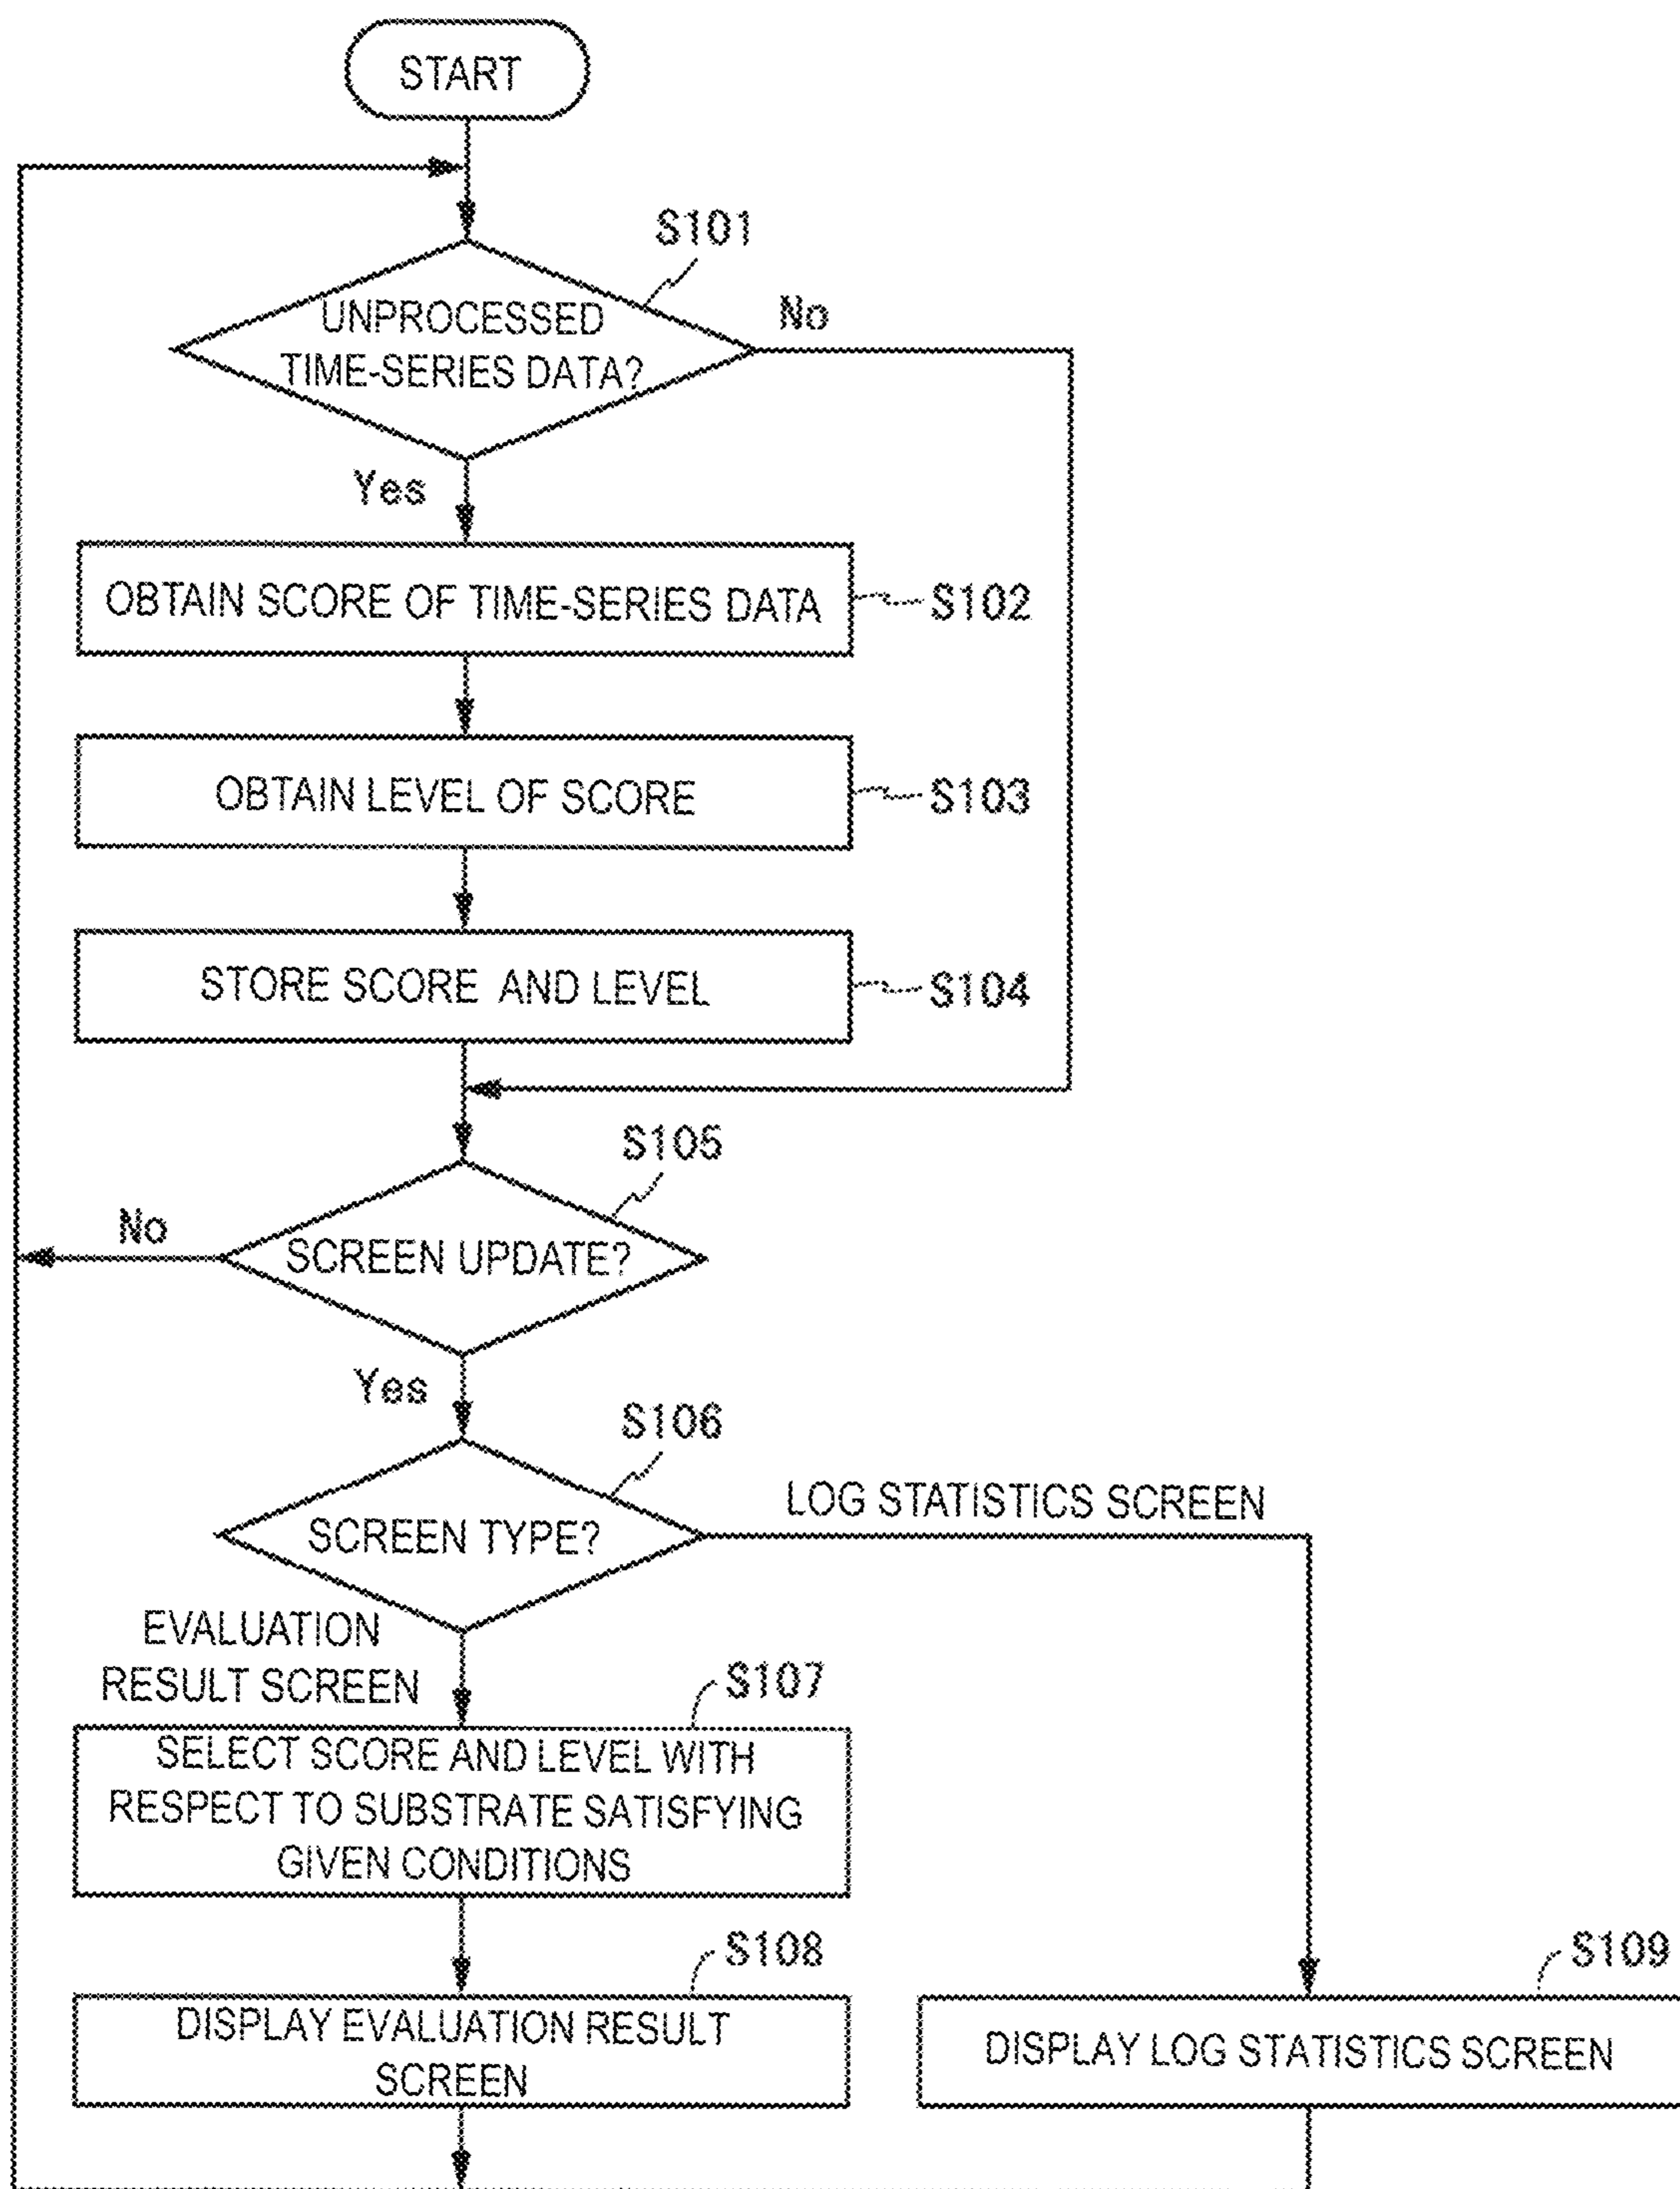 START
S101
UNPROCESSED
TIME-SERIES DATA?
No
Yes
OBTAIN SCORE OF TIME-SERIES DATA
S102
OBTAIN LEVEL OF SCORE
S103
STORE SCORE AND LEVEL
S104
S105
No
SCREEN UPDATE?
Yes
S106
LOG STATISTICS SCREEN
SCREEN TYPE?
EVALUATION
RESULT SCREEN
S107
SELECT SCORE AND LEVEL WITH
RESPECT TO SUBSTRATE SATISFYING
GIVEN CONDITIONS
S108
S109
DISPLAY EVALUATION RESULT
SCREEN
DISPLAY LOG STATISTICS SCREEN